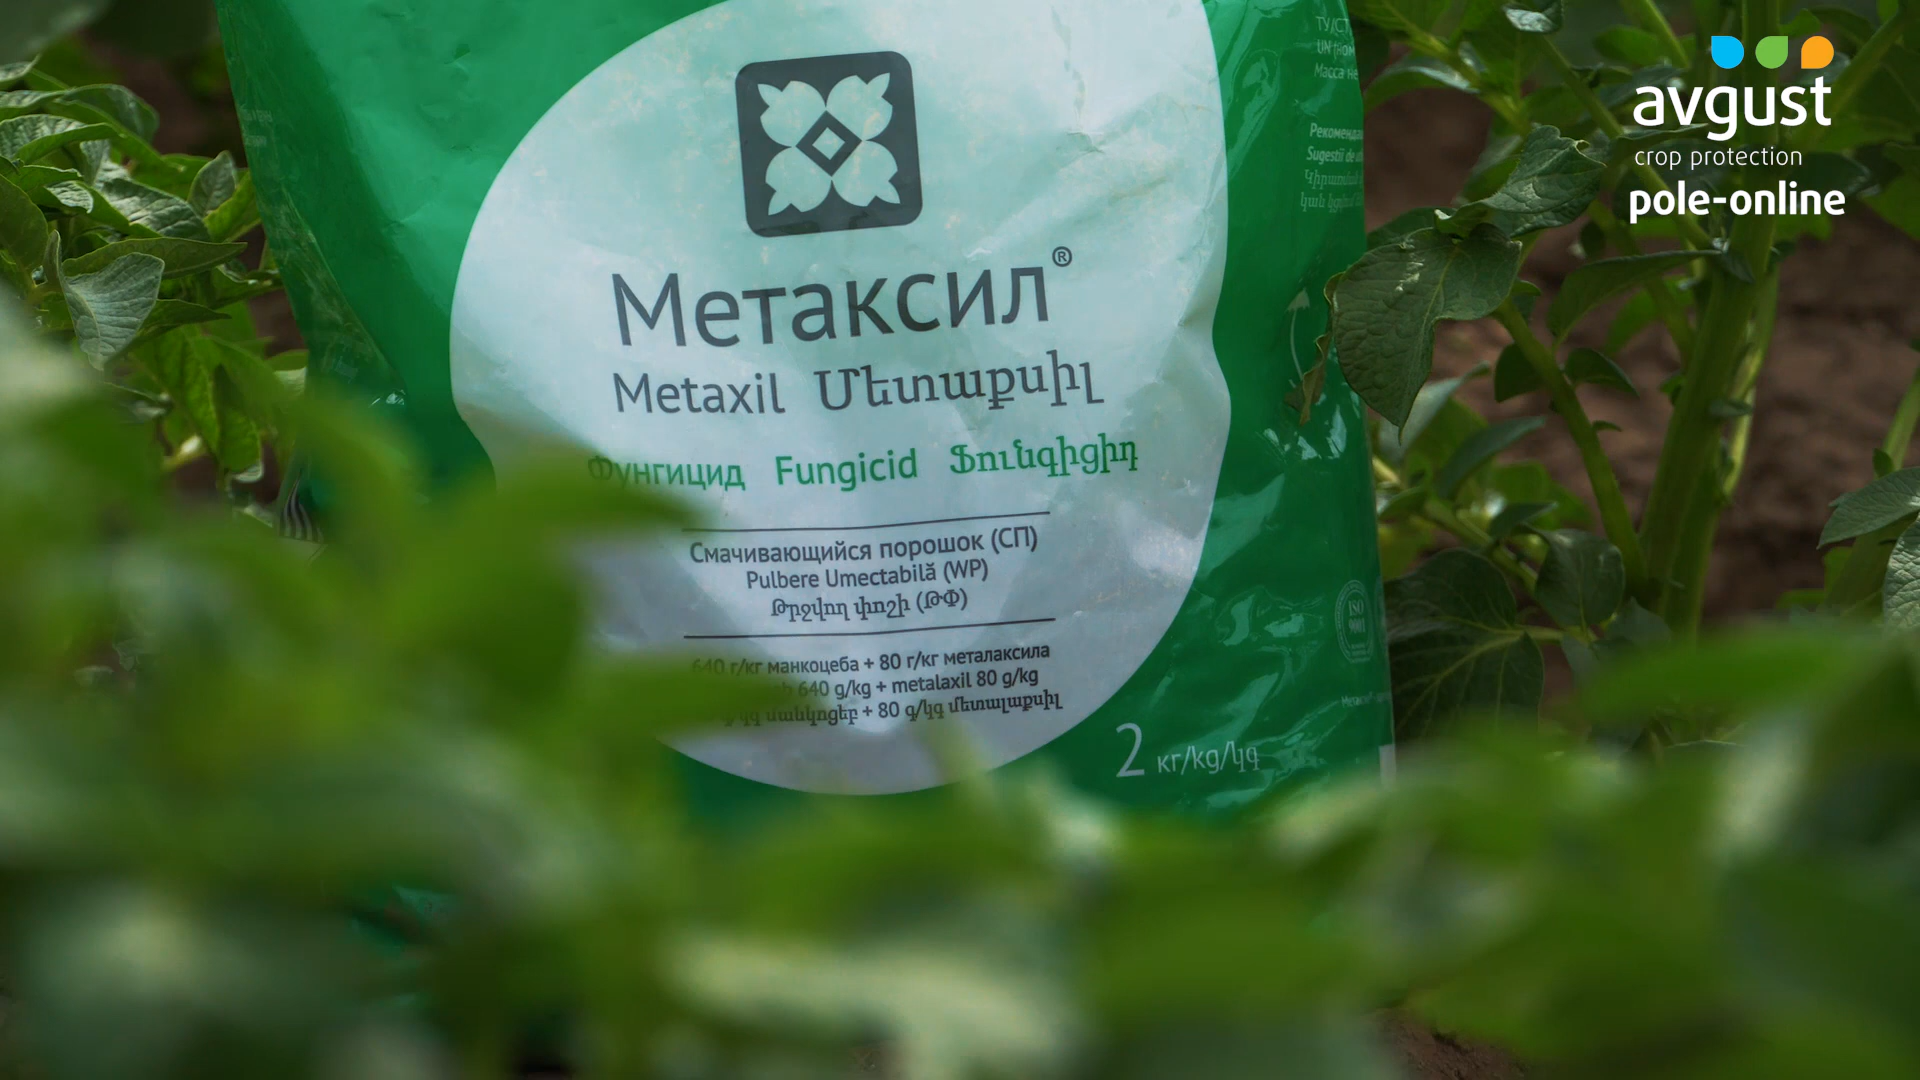 avgust
crop protection
pole-online
Метаксил®
Metaxil Մետաքսիլ
Фунгицид Fungicid Ֆունգիցիդ
Смачивающийся порошок (СП)
Pulbere Umectabilă (WP)
Թրջվող փոշի (ԹՓ)
640 г/кг манкоцеба + 80 г/кг металаксила
640 g/kg + metalaxil 80 g/kg
մանկոցեբ + 80 գ/կգ մետալաքսիլ
2 кг/kg/կգ
ISO
9001